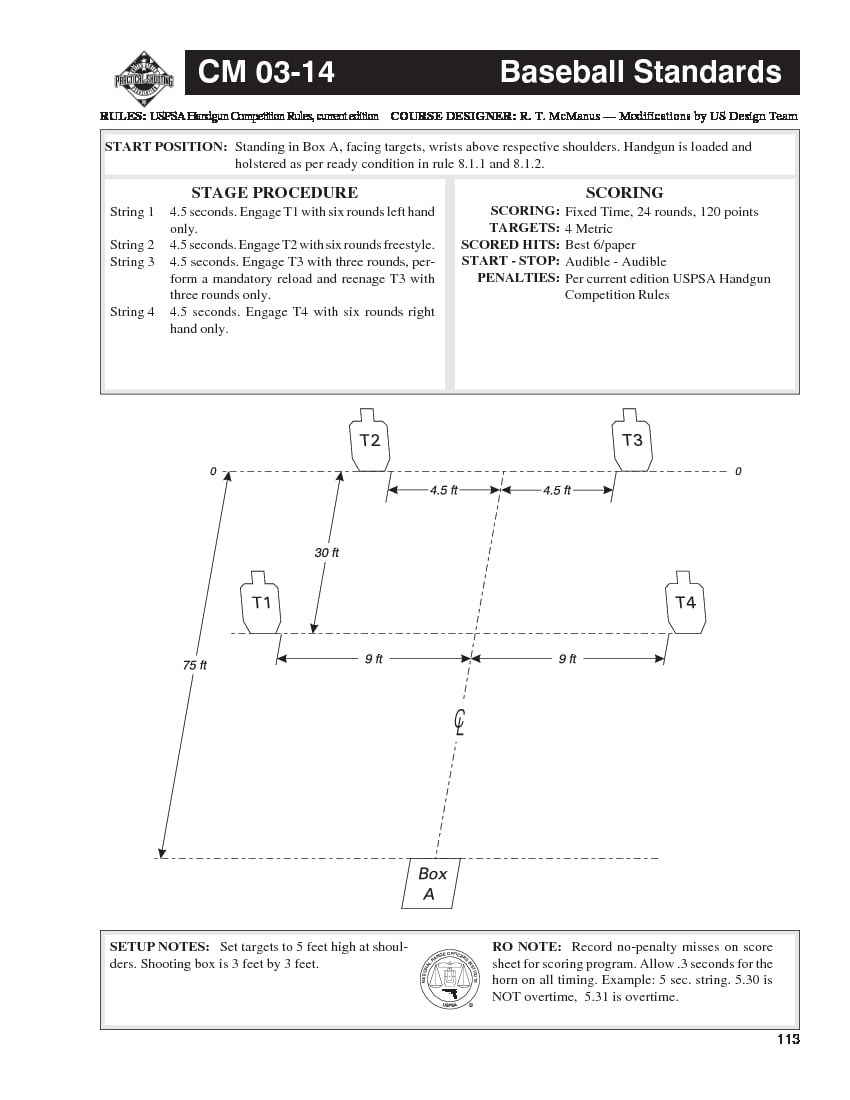 CM 03-14 Baseball Standards
PRACTICAL SHOOTING
RULES: USPSA Handgun Competition Rules, current edition COURSE DESIGNER: R. T. McManus — Modifications by US Design Team
START POSITION: Standing in Box A, facing targets, wrists above respective shoulders. Handgun is loaded and
holstered as per ready condition in rule 8.1.1 and 8.1.2.
STAGE PROCEDURE
String 1 4.5 seconds. Engage T1 with six rounds left hand
only.
String 2 4.5 seconds. Engage T2 with six rounds freestyle.
String 3 4.5 seconds. Engage T3 with three rounds, per-
form a mandatory reload and reenage T3 with
three rounds only.
String 4 4.5 seconds. Engage T4 with six rounds right
hand only.
SCORING
SCORING: Fixed Time, 24 rounds, 120 points
TARGETS: 4 Metric
SCORED HITS: Best 6/paper
START - STOP: Audible - Audible
PENALTIES: Per current edition USPSA Handgun
Competition Rules
T2 T3
0 0
4.5 ft 4.5 ft
30 ft
T1 T4
9 ft 9 ft
75 ft
CL
Box
A
SETUP NOTES: Set targets to 5 feet high at shoul-
ders. Shooting box is 3 feet by 3 feet.
NATIONAL RANGE OFFICERS INSTITUTE
USPSA
RO NOTE: Record no-penalty misses on score
sheet for scoring program. Allow .3 seconds for the
horn on all timing. Example: 5 sec. string. 5.30 is
NOT overtime, 5.31 is overtime.